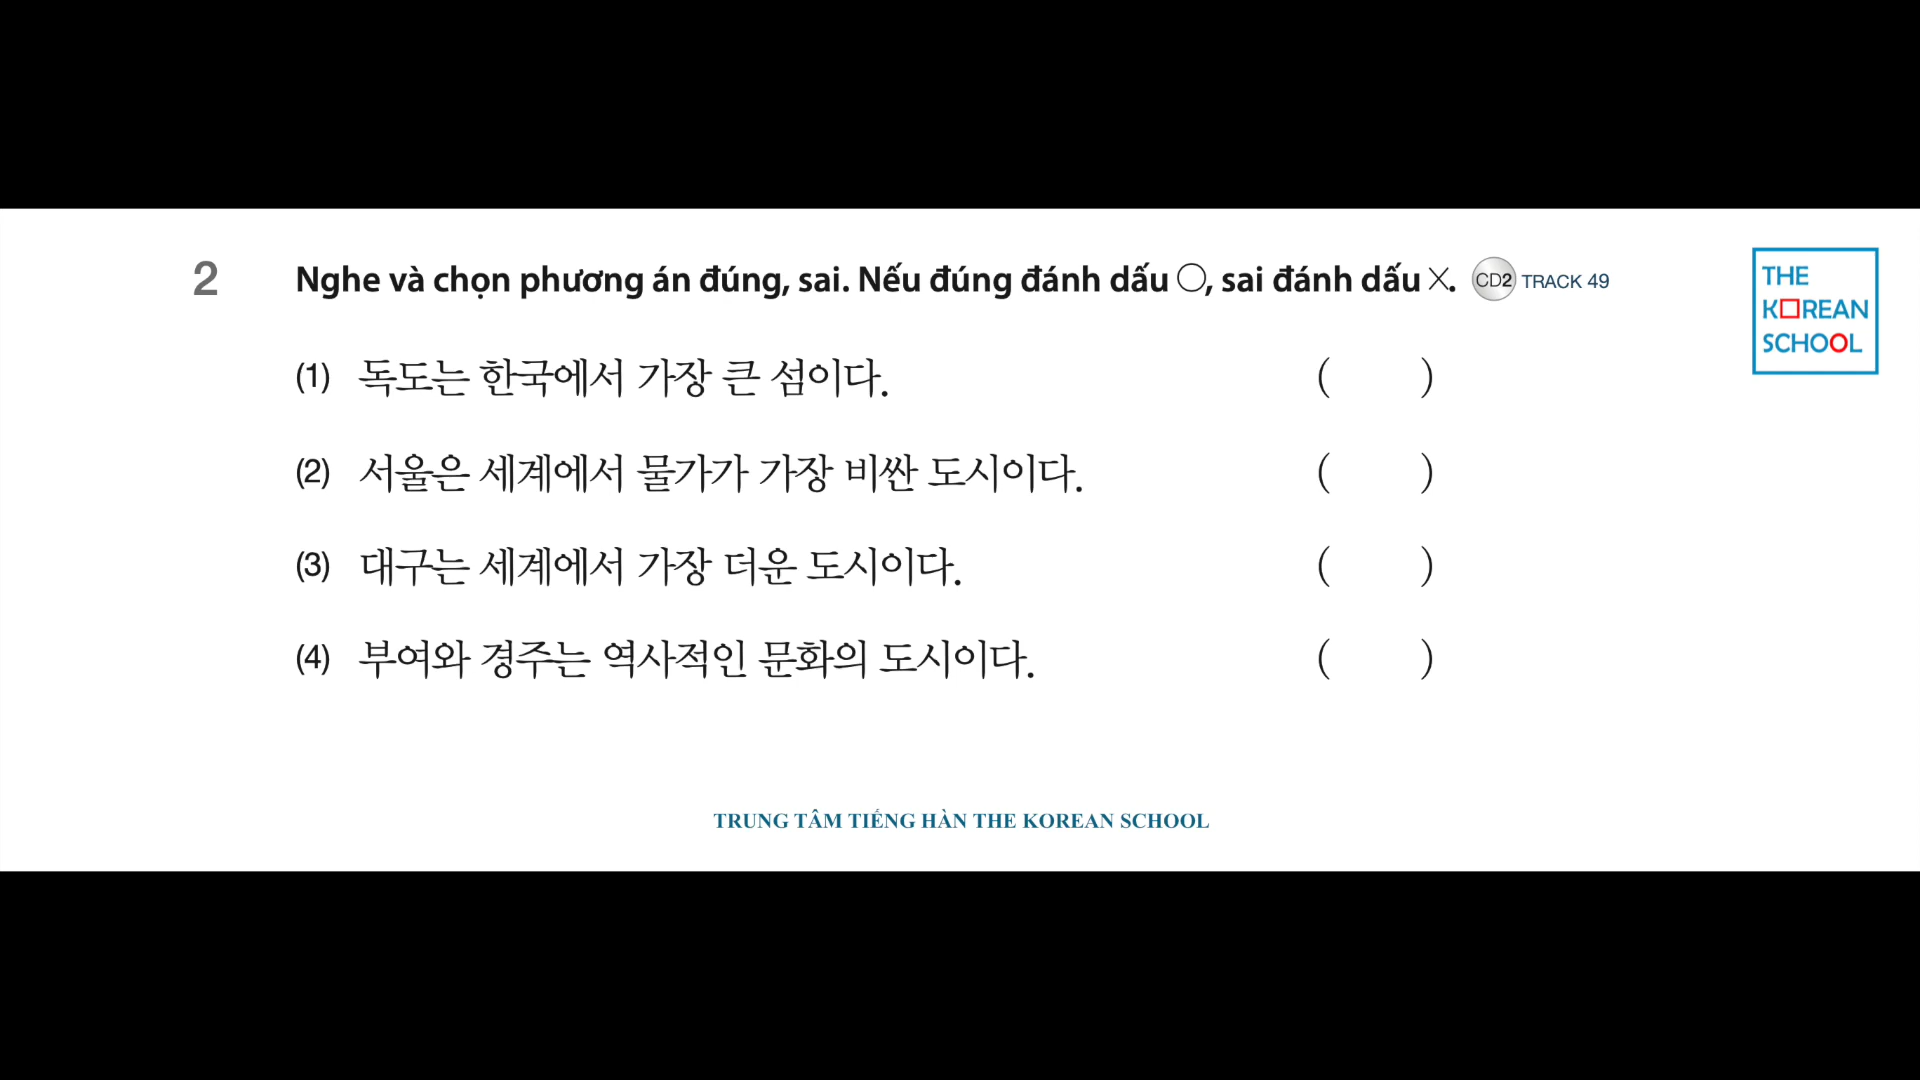 2 Nghe và chọn phương án đúng, sai. Nếu đúng đánh dấu ○, sai đánh dấu ╳. CD2 TRACK 49
THE
KOREAN
SCHOOL
(1) 독도는 한국에서 가장 큰 섬이다. ( )
(2) 서울은 세계에서 물가가 가장 비싼 도시이다. ( )
(3) 대구는 세계에서 가장 더운 도시이다. ( )
(4) 부여와 경주는 역사적인 문화의 도시이다. ( )
TRUNG TÂM TIẾNG HÀN THE KOREAN SCHOOL